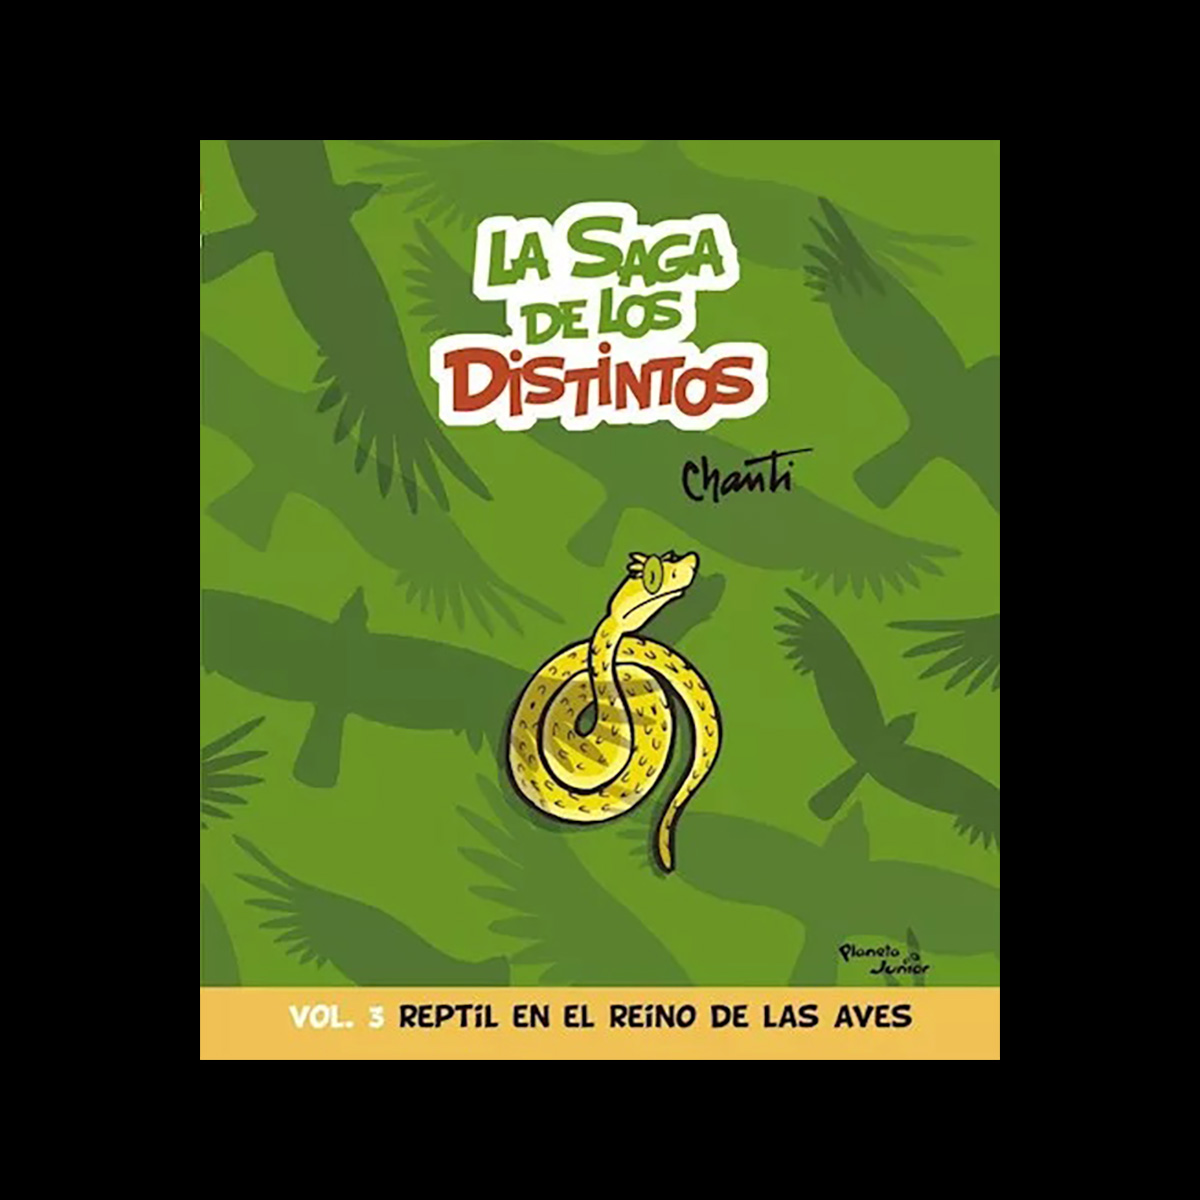 LA SAGA
DE LOS
DISTINTOS
Chanti
Planeta
Junior
VOL. 3 REPTIL EN EL REINO DE LAS AVES